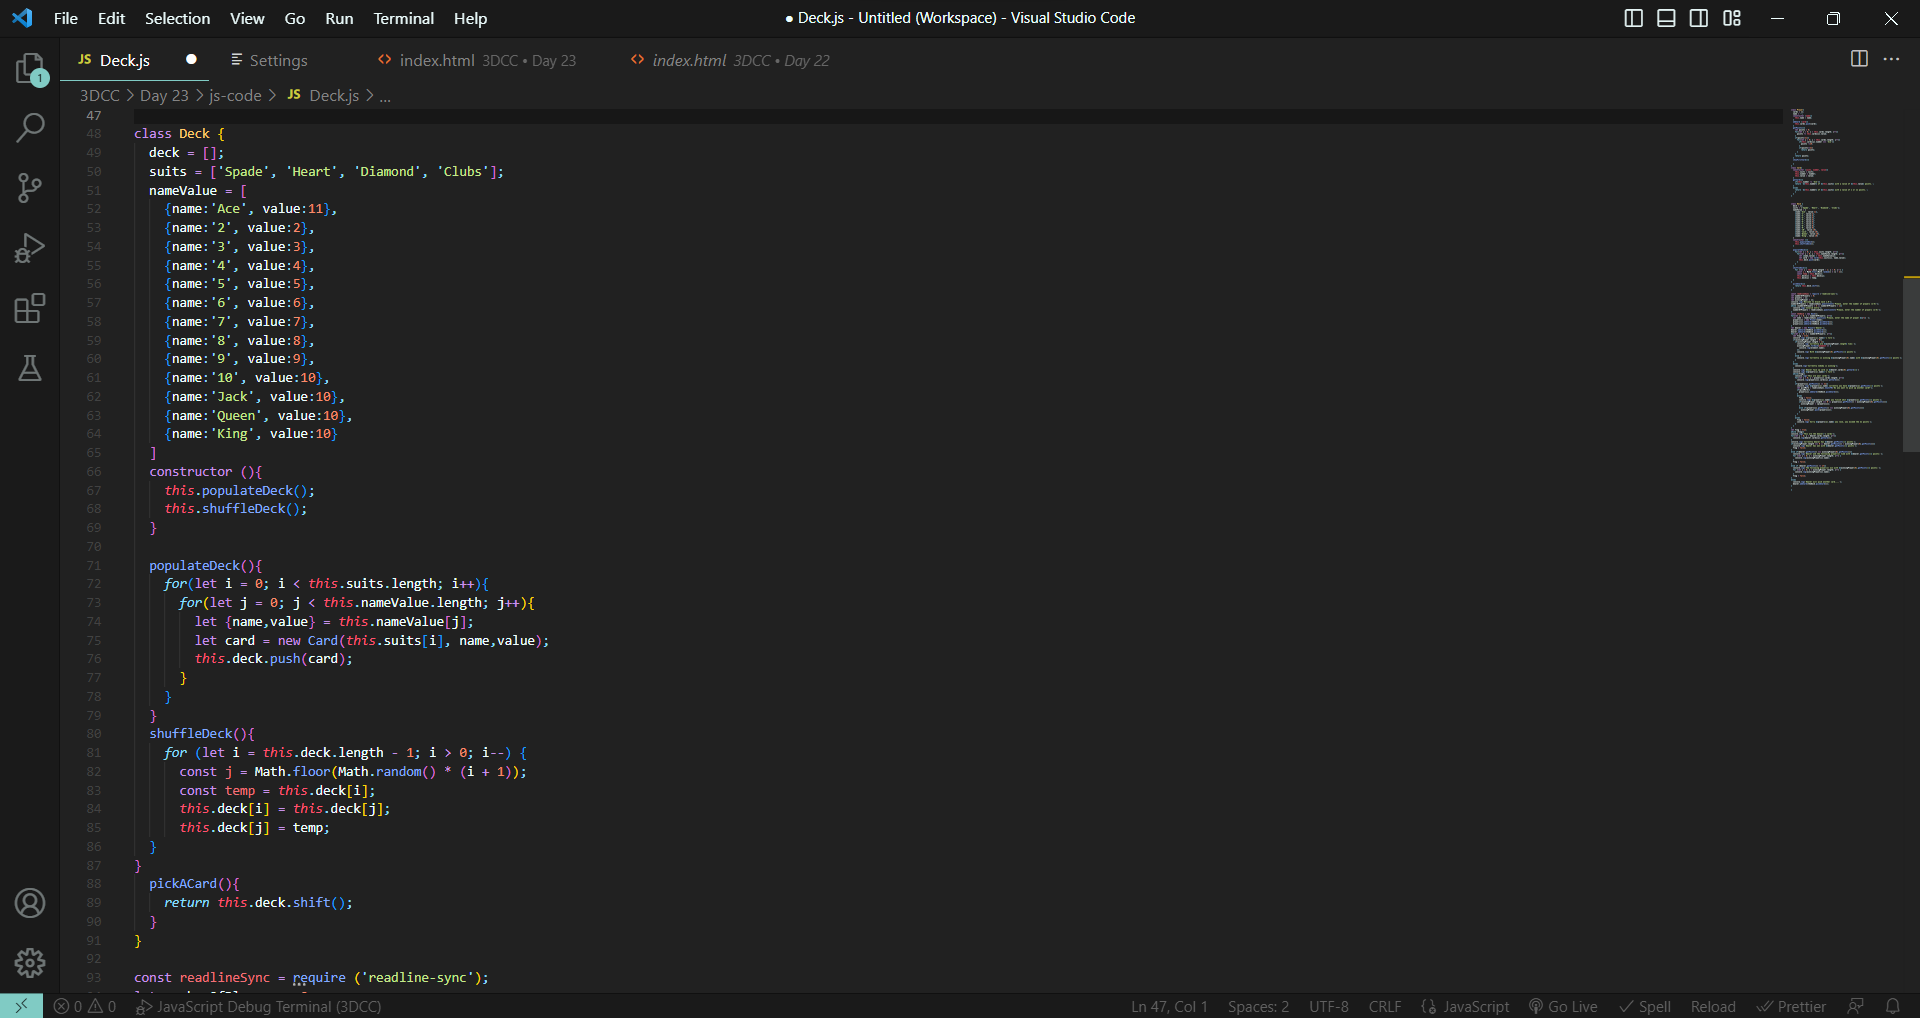 File Edit Selection View Go Run Terminal Help ● Deck.js - Untitled (Workspace) - Visual Studio Code
JS Deck.js ● Settings <> index.html 3DCC • Day 23 <> index.html 3DCC • Day 22
1
3DCC > Day 23 > js-code > JS Deck.js > ...
47
48 class Deck {
49 deck = [];
50 suits = ['Spade', 'Heart', 'Diamond', 'Clubs'];
51 nameValue = [
52 {name:'Ace', value:11},
53 {name:'2', value:2},
54 {name:'3', value:3},
55 {name:'4', value:4},
56 {name:'5', value:5},
57 {name:'6', value:6},
58 {name:'7', value:7},
59 {name:'8', value:8},
60 {name:'9', value:9},
61 {name:'10', value:10},
62 {name:'Jack', value:10},
63 {name:'Queen', value:10},
64 {name:'King', value:10}
65 ]
66 constructor (){
67 this.populateDeck();
68 this.shuffleDeck();
69 }
70
71 populateDeck(){
72 for(let i = 0; i < this.suits.length; i++){
73 for(let j = 0; j < this.nameValue.length; j++){
74 let {name,value} = this.nameValue[j];
75 let card = new Card(this.suits[i], name,value);
76 this.deck.push(card);
77 }
78 }
79 }
80 shuffleDeck(){
81 for (let i = this.deck.length - 1; i > 0; i--) {
82 const j = Math.floor(Math.random() * (i + 1));
83 const temp = this.deck[i];
84 this.deck[i] = this.deck[j];
85 this.deck[j] = temp;
86 }
87 }
88 pickACard(){
89 return this.deck.shift();
90 }
91 }
92
93 const readlineSync = require ('readline-sync');
0 0 JavaScript Debug Terminal (3DCC) Ln 47, Col 1 Spaces: 2 UTF-8 CRLF {} JavaScript Go Live Spell Reload Prettier